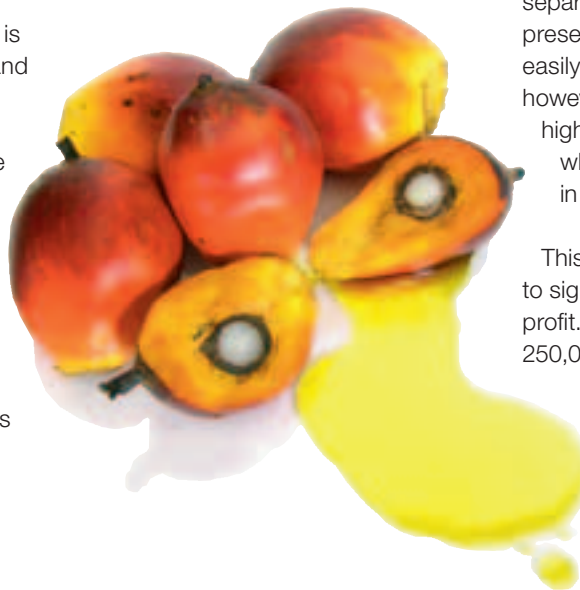 is
and
e
s
separ
prese
easily
howev
high
wh
in
This
to sig
profit.
250,0